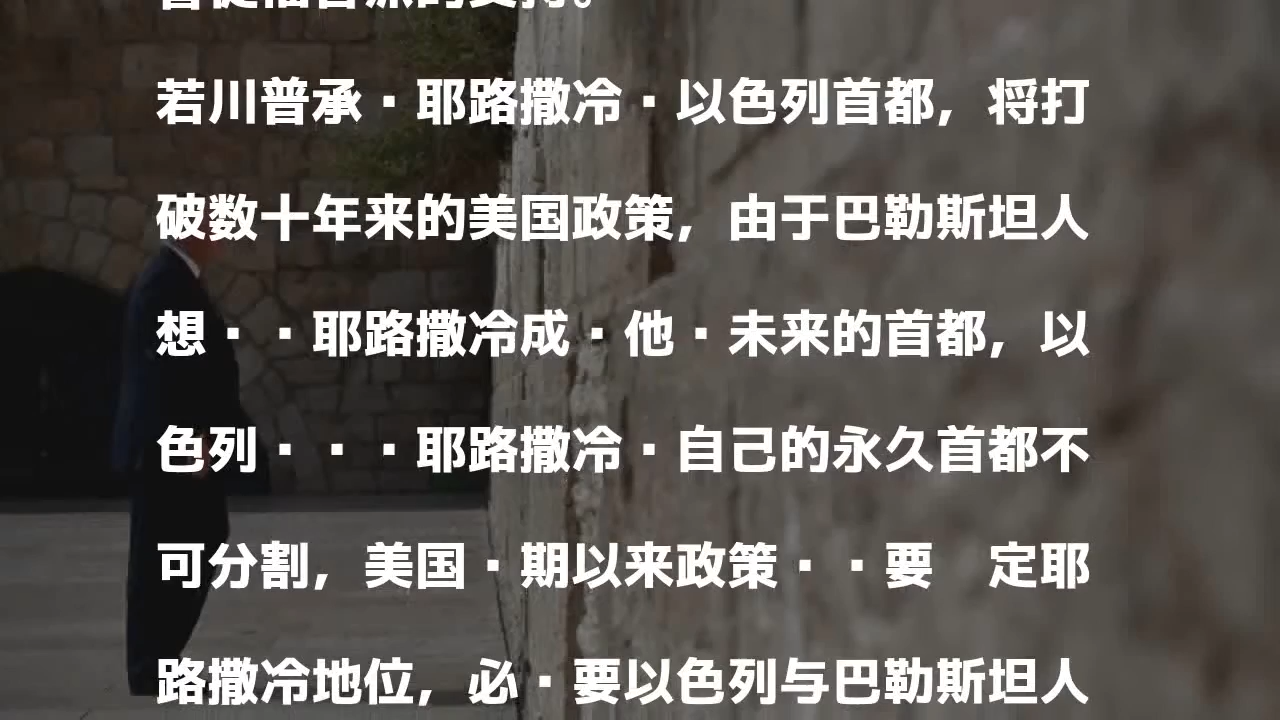 若川普承▪耶路撒冷▪以色列首都，将打
破数十年来的美国政策，由于巴勒斯坦人
想▪▪耶路撒冷成▪他▪未来的首都，以
色列▪▪▪耶路撒冷▪自己的永久首都不
可分割，美国▪期以来政策▪▪要　定耶
路撒冷地位，必▪要以色列与巴勒斯坦人